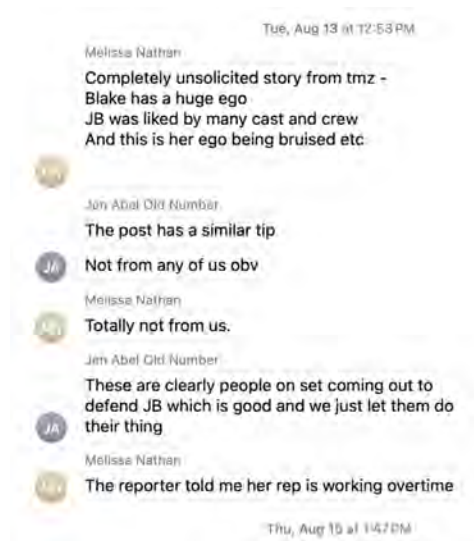 Tue, Aug 13 at 12:53 PM
Melissa Nathan
Completely unsolicited story from tmz -
Blake has a huge ego
JB was liked by many cast and crew
And this is her ego being bruised etc
Jen Abel Old Number
The post has a similar tip
JA
Not from any of us obv
Melissa Nathan
Totally not from us.
Jen Abel Old Number
These are clearly people on set coming out to
defend JB which is good and we just let them do
JA
their thing
Melissa Nathan
The reporter told me her rep is working overtime
Thu, Aug 15 at 1:47 PM